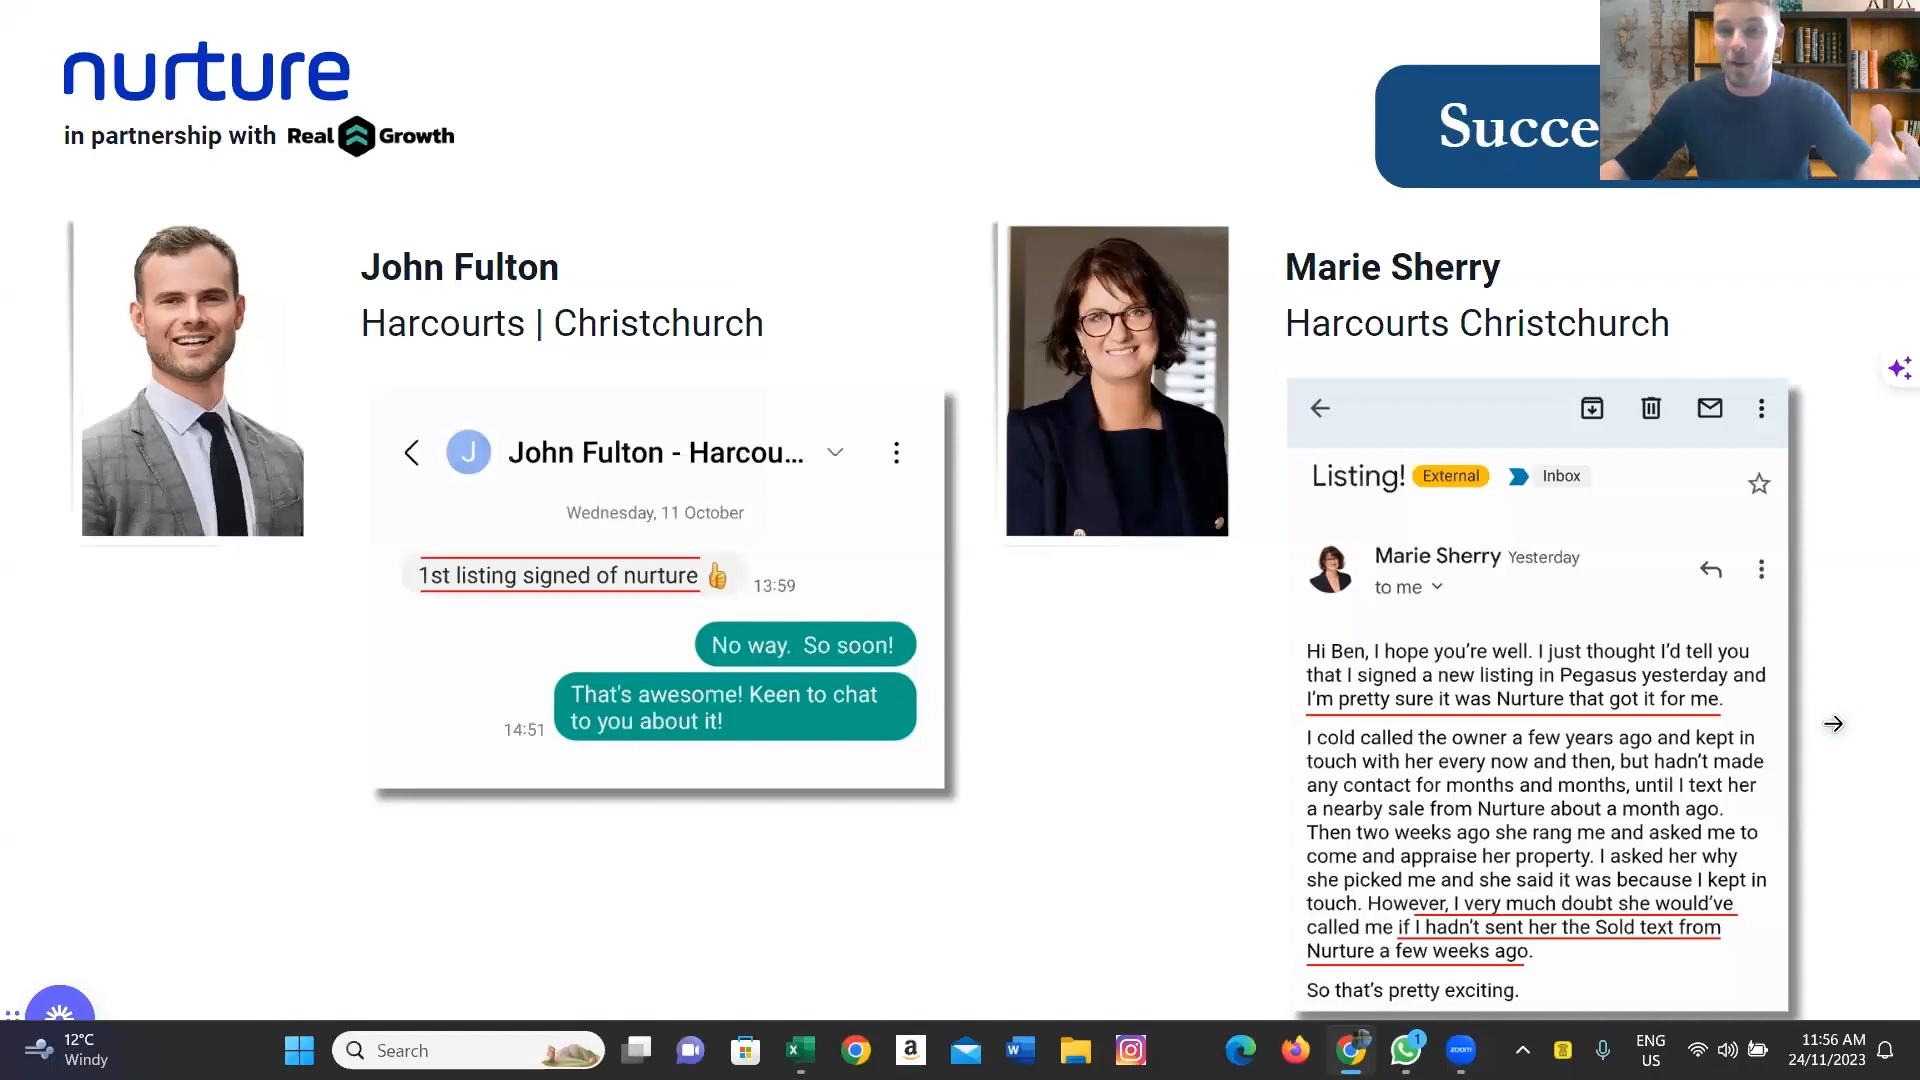 nurture
in partnership with Real Growth
Succe
John Fulton
Harcourts | Christchurch
John Fulton - Harcou...
J
Wednesday, 11 October
1st listing signed of nurture 👍
13:59
No way. So soon!
That's awesome! Keen to chat
to you about it!
14:51
Marie Sherry
Harcourts Christchurch
Listing! External Inbox
Marie Sherry Yesterday
to me
Hi Ben, I hope you're well. I just thought I'd tell you
that I signed a new listing in Pegasus yesterday and
I'm pretty sure it was Nurture that got it for me.
I cold called the owner a few years ago and kept in
touch with her every now and then, but hadn't made
any contact for months and months, until I text her
a nearby sale from Nurture about a month ago.
Then two weeks ago she rang me and asked me to
come and appraise her property. I asked her why
she picked me and she said it was because I kept in
touch. However, I very much doubt she would've
called me if I hadn't sent her the Sold text from
Nurture a few weeks ago.
So that's pretty exciting.
12°C
Windy
Search
zoom
1
ENG
US
11:56 AM
24/11/2023